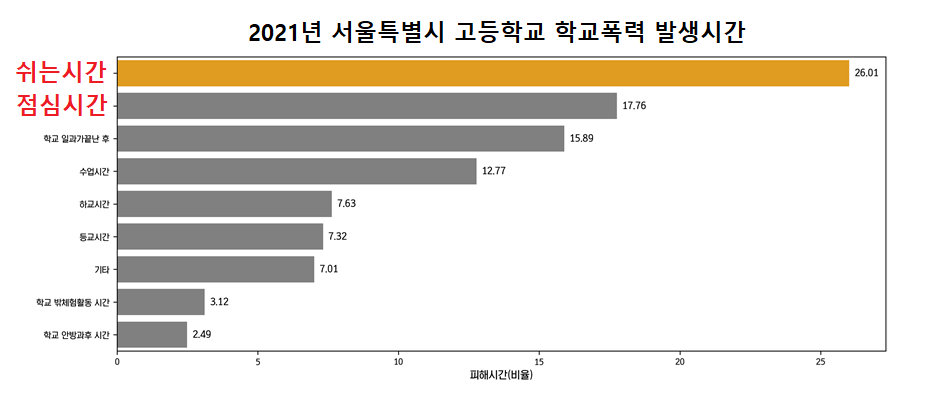 2021년 서울특별시 고등학교 학교폭력 발생시간
쉬는시간 26.01
점심시간 17.76
학교 일과가끝난 후 15.89
수업시간 12.77
하교시간 7.63
등교시간 7.32
기타 7.01
학교 밖체험활동 시간 3.12
학교 안방과후 시간 2.49
0 5 10 15 20 25
피해시간(비율)